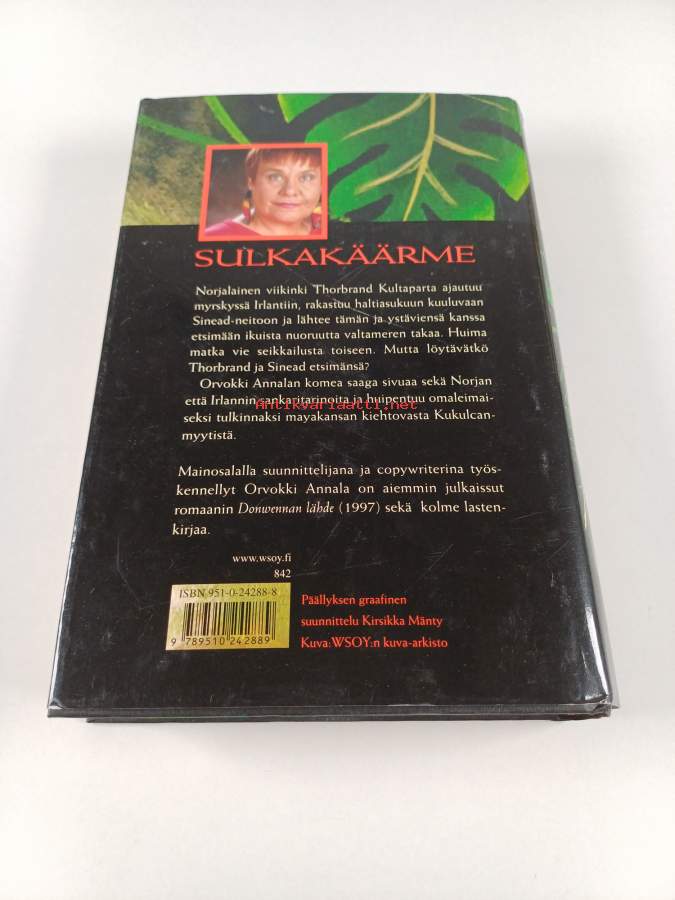 SULKAKÄÄRME
Norjalainen viikinki Thorbrand Kultaparta ajautuu
myrskyssä Irlantiin, rakastuu haltiasukuun kuuluvaan
Sinead-neitoon ja lähtee tämän ja ystäviensä kanssa
etsimään ikuista nuoruutta valtameren takaa. Huima
matka vie seikkailusta toiseen. Mutta löytävätkö
Thorbrand ja Sinead etsimänsä?
Orvokki Annalan komea saaga sivuaa sekä Norjan
että Irlannin sankaritarinoita ja huipentuu omaleimai-
Antikvariaatti.net
seksi tulkinnaksi mayakansan kiehtovasta Kukulcan-
myytistä.
Mainosalalla suunnittelijana ja copywriterina työs-
kennellyt Orvokki Annala on aiemmin julkaissut
romaanin Donwennan lähde (1997) sekä kolme lasten-
kirjaa.
www.wsoy.fi
842
ISBN 951-0-24288-8
9 789510 242889
Päällyksen graafinen
suunnittelu Kirsikka Mänty
Kuva:WSOY:n kuva-arkisto